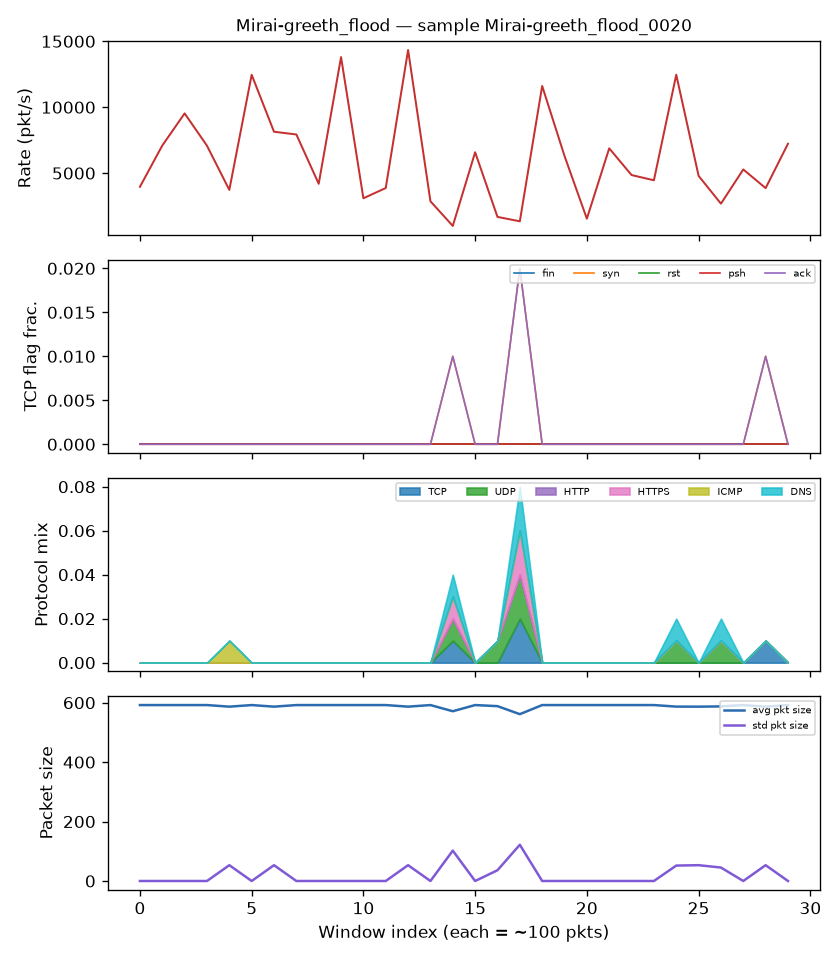 Mirai-greeth_flood — sample Mirai-greeth_flood_0020
15000
10000
5000
Rate (pkt/s)
0.020
0.015
0.010
0.005
0.000
TCP flag frac.
fin syn rst psh ack
0.08
0.06
0.04
0.02
0.00
Protocol mix
TCP UDP HTTP HTTPS ICMP DNS
600
400
200
0
Packet size
avg pkt size
std pkt size
0 5 10 15 20 25 30
Window index (each = ~100 pkts)